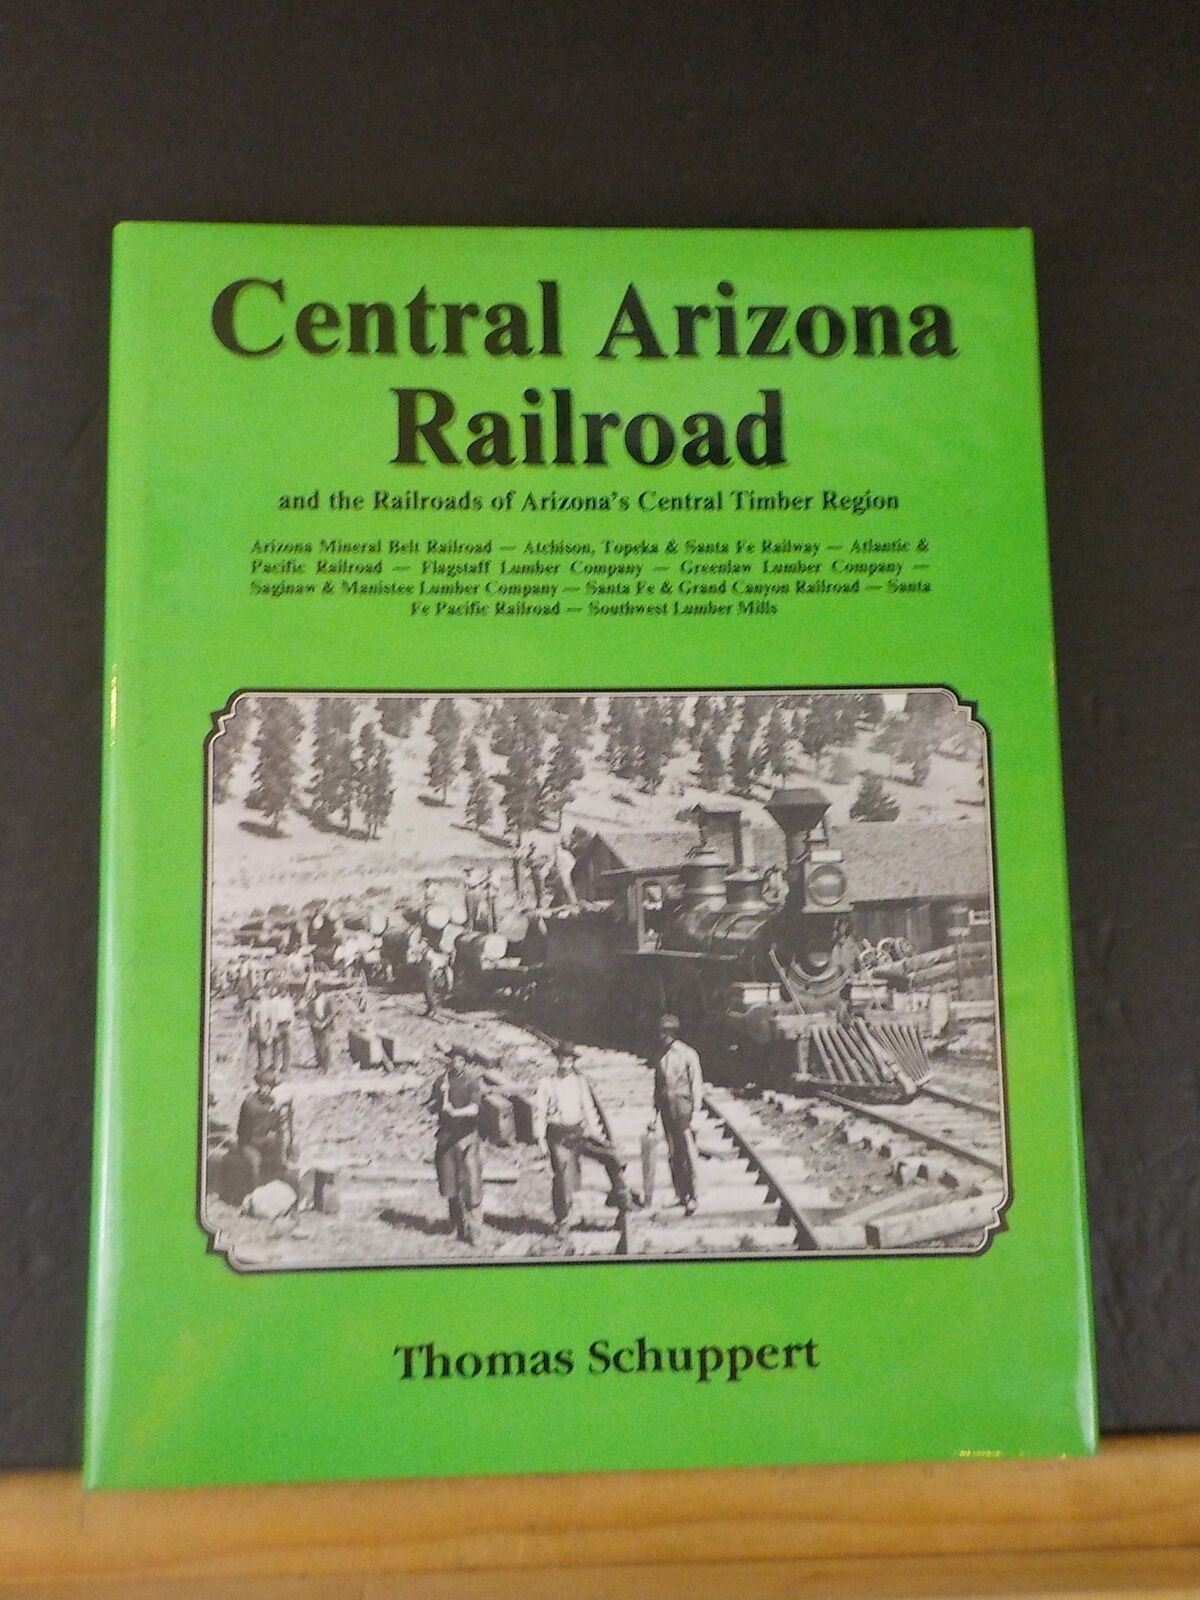 Central Arizona
Railroad
and the Railroads of Arizona's Central Timber Region
Arizona Mineral Belt Railroad — Atchison, Topeka & Santa Fe Railway — Atlantic &
Pacific Railroad — Flagstaff Lumber Company — Greenlaw Lumber Company —
Saginaw & Manistee Lumber Company — Santa Fe & Grand Canyon Railroad — Santa
Fe Pacific Railroad — Southwest Lumber Mills
Thomas Schuppert